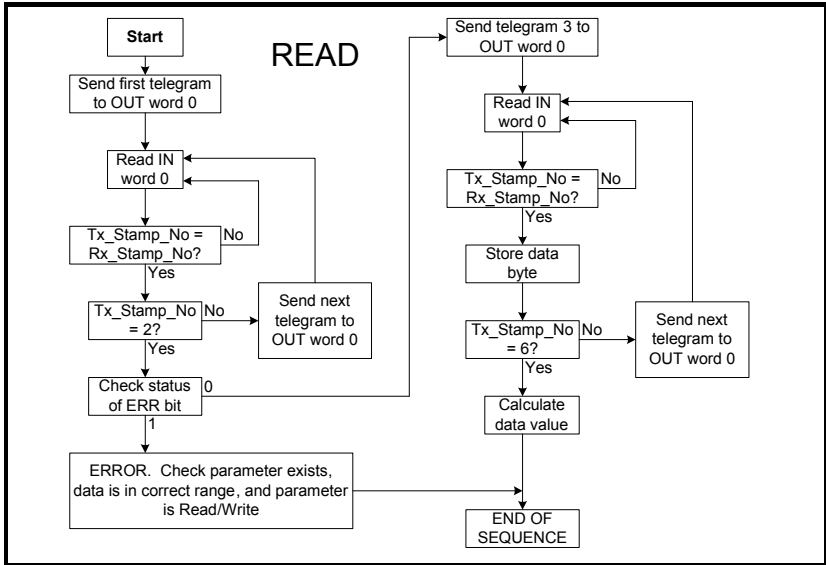 READ
Start
Send first telegram
to OUT word 0
Read IN
word 0
Tx_Stamp_No =
Rx_Stamp_No?
No
Yes
Tx_Stamp_No
= 2?
No
Yes
Send next
telegram to
OUT word 0
Check status
of ERR bit
0
1
ERROR.  Check parameter exists,
data is in correct range, and parameter
is Read/Write
Send telegram 3 to
OUT word 0
Read IN
word 0
Tx_Stamp_No =
Rx_Stamp_No?
No
Yes
Store data
byte
Tx_Stamp_No
= 6?
No
Yes
Send next
telegram to
OUT word 0
Calculate
data value
END OF
SEQUENCE